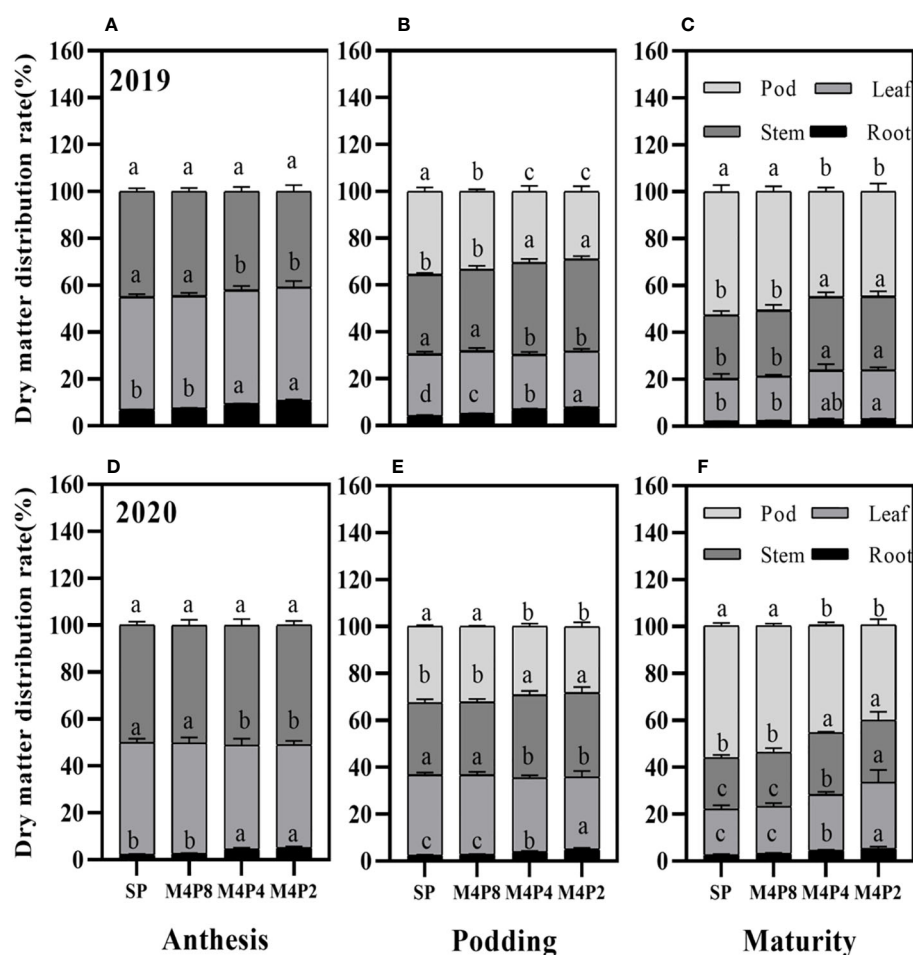 A B C
Dry matter distribution rate(%)
160
140
120
100
80
60
40
20
0
2019
a a a a
a a b b
b b a a
160
140
120
100
80
60
40
20
0
a b c c
b b a a
a a b b
d c b a
160
140
120
100
80
60
40
20
0
Pod Leaf
Stem Root
a a b b
b b a a
b b a a
b b ab a
D E F
Dry matter distribution rate(%)
160
140
120
100
80
60
40
20
0
2020
a a a a
a a b b
b b a a
SP M4P8 M4P4 M4P2
Anthesis
160
140
120
100
80
60
40
20
0
a a b b
b b a a
a a b b
c c b a
SP M4P8 M4P4 M4P2
Podding
160
140
120
100
80
60
40
20
0
Pod Leaf
Stem Root
a a b b
b b a a
c c b a
c c b a
SP M4P8 M4P4 M4P2
Maturity